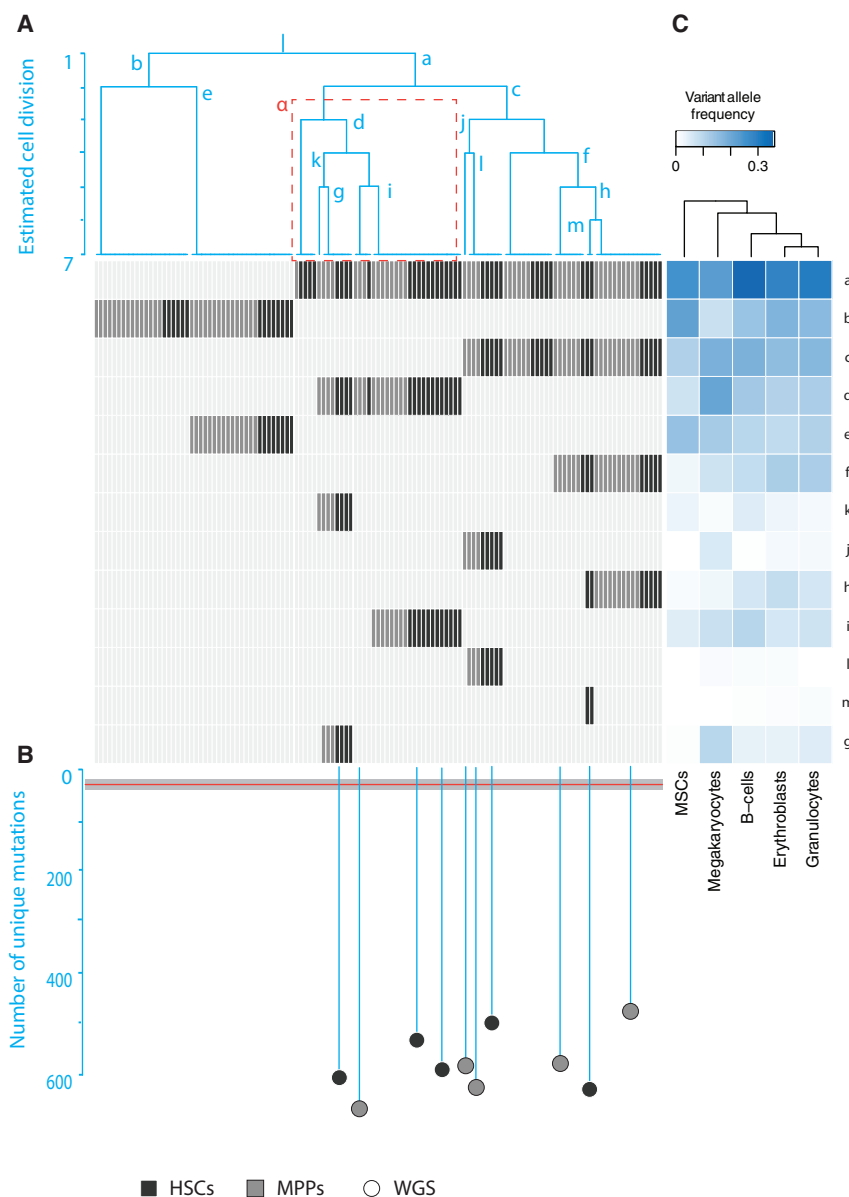 A
C
Estimated cell division
1
7
b
a
e
c
α
d
j
k
l
f
g
i
h
m
Variant allele
frequency
0
0.3
a
b
c
d
e
f
k
j
h
i
l
m
g
B
Number of unique mutations
0
200
400
600
MSCs
Megakaryocytes
B-cells
Erythroblasts
Granulocytes
HSCs
MPPs
WGS